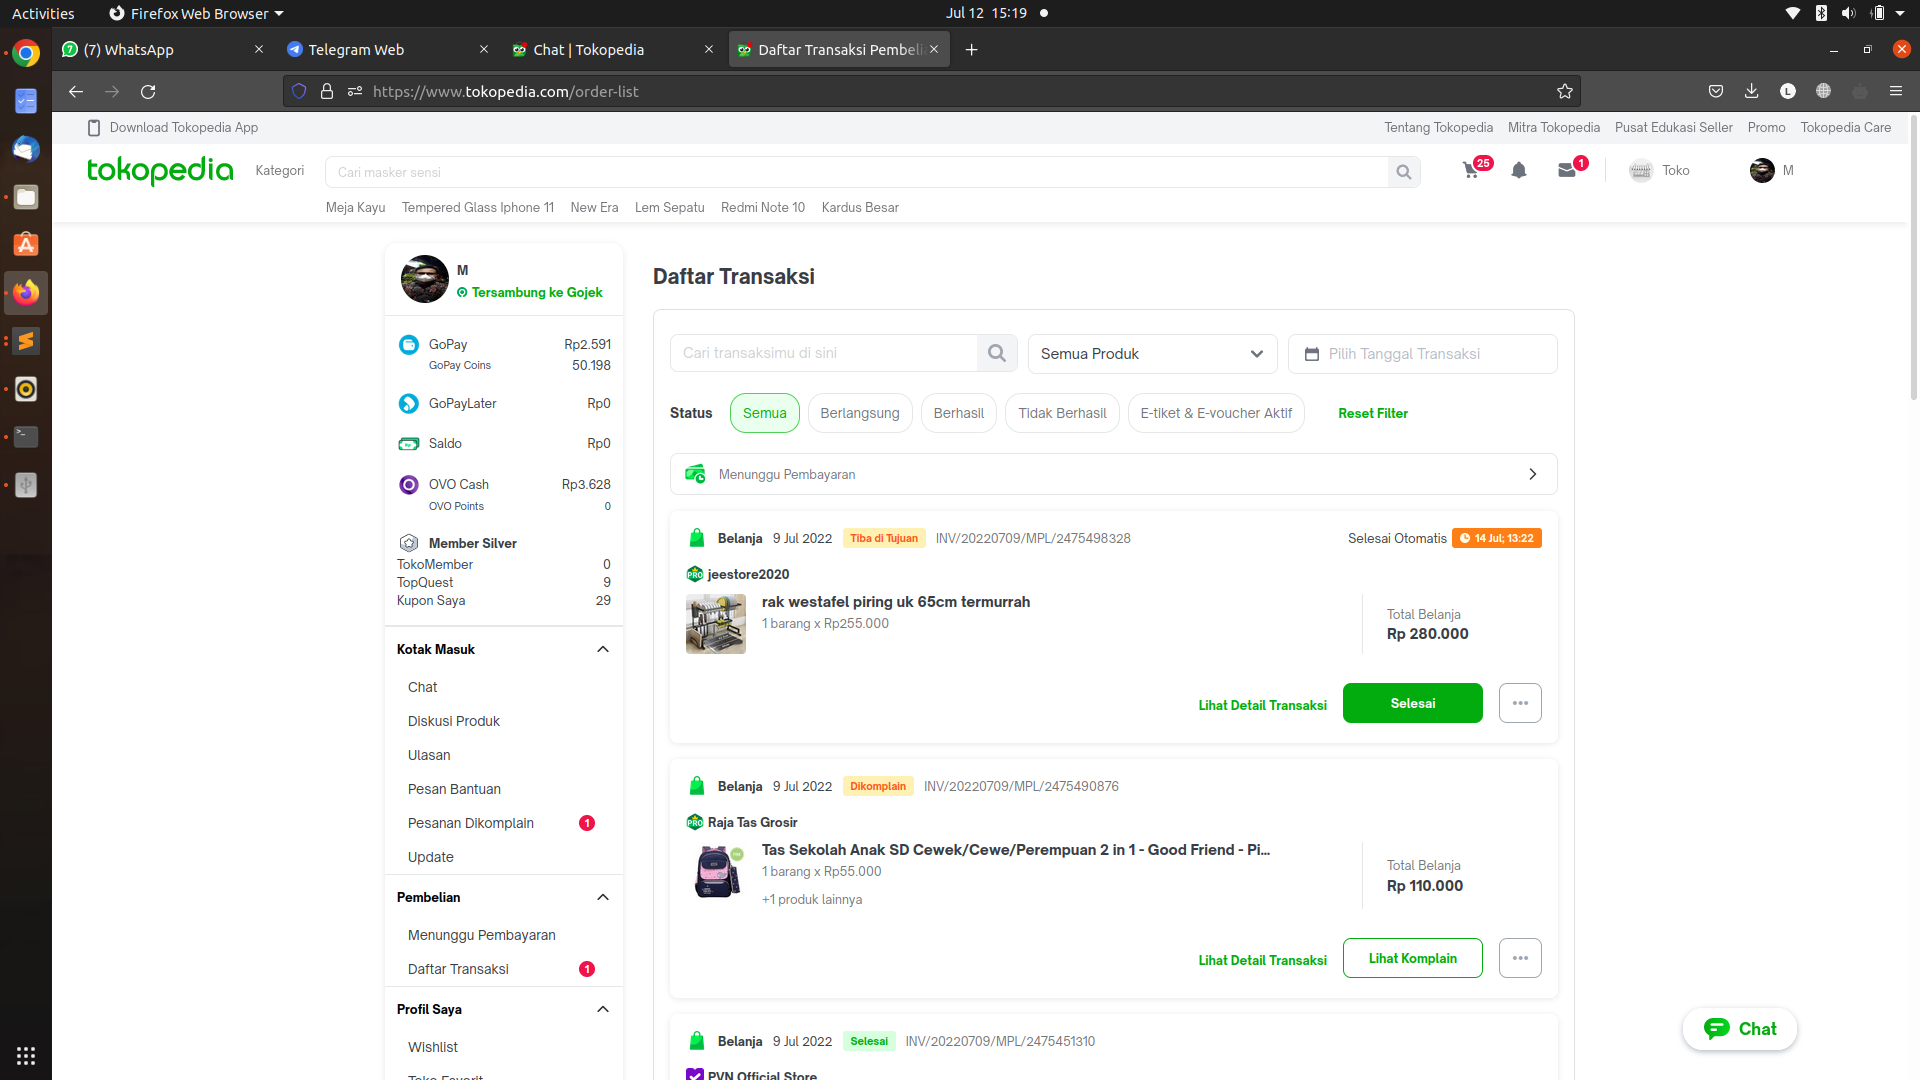 Activities
Firefox Web Browser
Jul 12 15:19
(7) WhatsApp
Telegram Web
Chat | Tokopedia
Daftar Transaksi Pembeli
https://www.tokopedia.com/order-list
Download Tokopedia App
Tentang Tokopedia
Mitra Tokopedia
Pusat Edukasi Seller
Promo
Tokopedia Care
tokopedia
Kategori
Cari masker sensi
25
1
Toko
M
Meja Kayu
Tempered Glass Iphone 11
New Era
Lem Sepatu
Redmi Note 10
Kardus Besar
M
Tersambung ke Gojek
GoPay Rp2.591
GoPay Coins 50.198
GoPayLater Rp0
Saldo Rp0
OVO Cash Rp3.628
OVO Points 0
Member Silver
TokoMember 0
TopQuest 9
Kupon Saya 29
Kotak Masuk
Chat
Diskusi Produk
Ulasan
Pesan Bantuan
Pesanan Dikomplain 1
Update
Pembelian
Menunggu Pembayaran
Daftar Transaksi 1
Profil Saya
Wishlist
Toko Favorit
Daftar Transaksi
Cari transaksimu di sini
Semua Produk
Pilih Tanggal Transaksi
Status
Semua
Berlangsung
Berhasil
Tidak Berhasil
E-tiket & E-voucher Aktif
Reset Filter
Menunggu Pembayaran
Belanja 9 Jul 2022 Tiba di Tujuan INV/20220709/MPL/2475498328
Selesai Otomatis 14 Jul; 13:22
PRO jeestore2020
rak westafel piring uk 65cm termurrah
1 barang x Rp255.000
Total Belanja
Rp 280.000
Lihat Detail Transaksi
Selesai
Belanja 9 Jul 2022 Dikomplain INV/20220709/MPL/2475490876
PRO Raja Tas Grosir
Tas Sekolah Anak SD Cewek/Cewe/Perempuan 2 in 1 - Good Friend - Pi...
1 barang x Rp55.000
+1 produk lainnya
Total Belanja
Rp 110.000
Lihat Detail Transaksi
Lihat Komplain
Belanja 9 Jul 2022 Selesai INV/20220709/MPL/2475451310
PVN Official Store
Chat